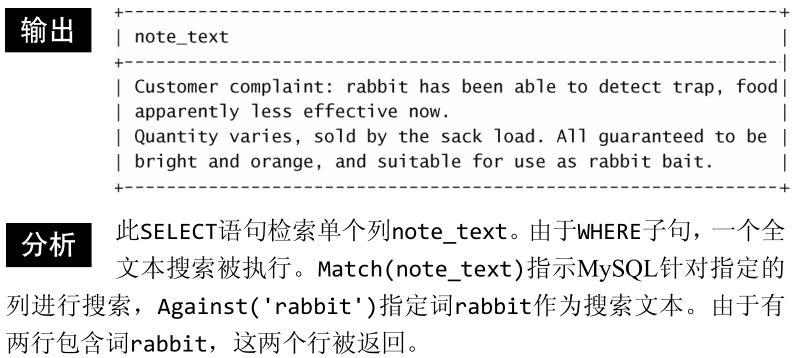 输出
+--------------------------------------------------------------+
| note_text |
+--------------------------------------------------------------|
| Customer complaint: rabbit has been able to detect trap, food|
| apparently less effective now. |
| Quantity varies, sold by the sack load. All guaranteed to be |
| bright and orange, and suitable for use as rabbit bait. |
+--------------------------------------------------------------+
分析
此SELECT语句检索单个列note_text。由于WHERE子句，一个全
文本搜索被执行。Match(note_text)指示MySQL针对指定的
列进行搜索，Against('rabbit')指定词rabbit作为搜索文本。由于有
两行包含词rabbit，这两个行被返回。